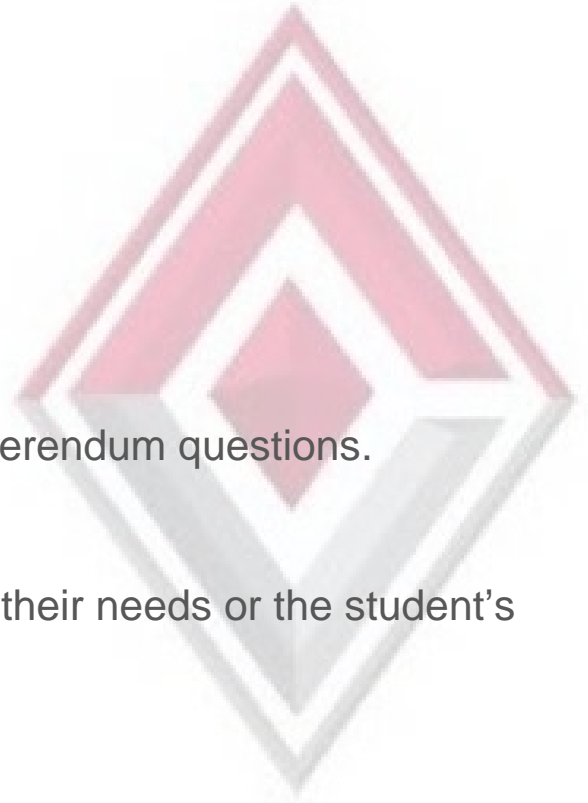 erendum questions.
their needs or the student’s